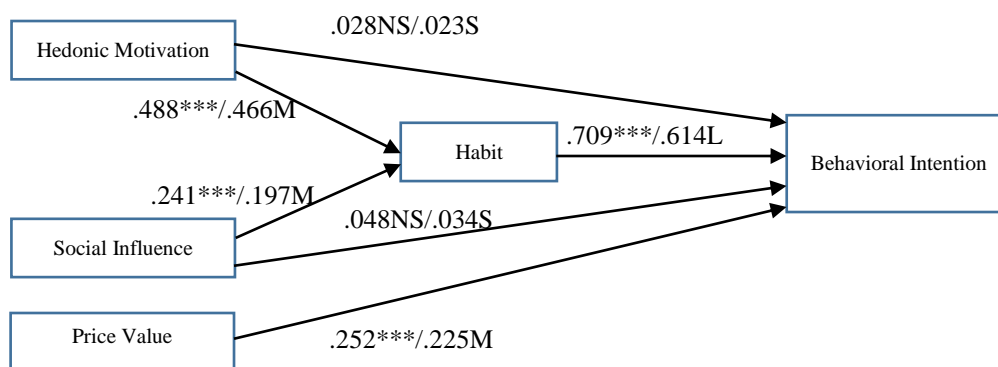 .028NS/.023S
Hedonic Motivation
.488***/.466M
Habit
.709***/.614L
Behavioral Intention
.241***/.197M
.048NS/.034S
Social Influence
Price Value
.252***/.225M